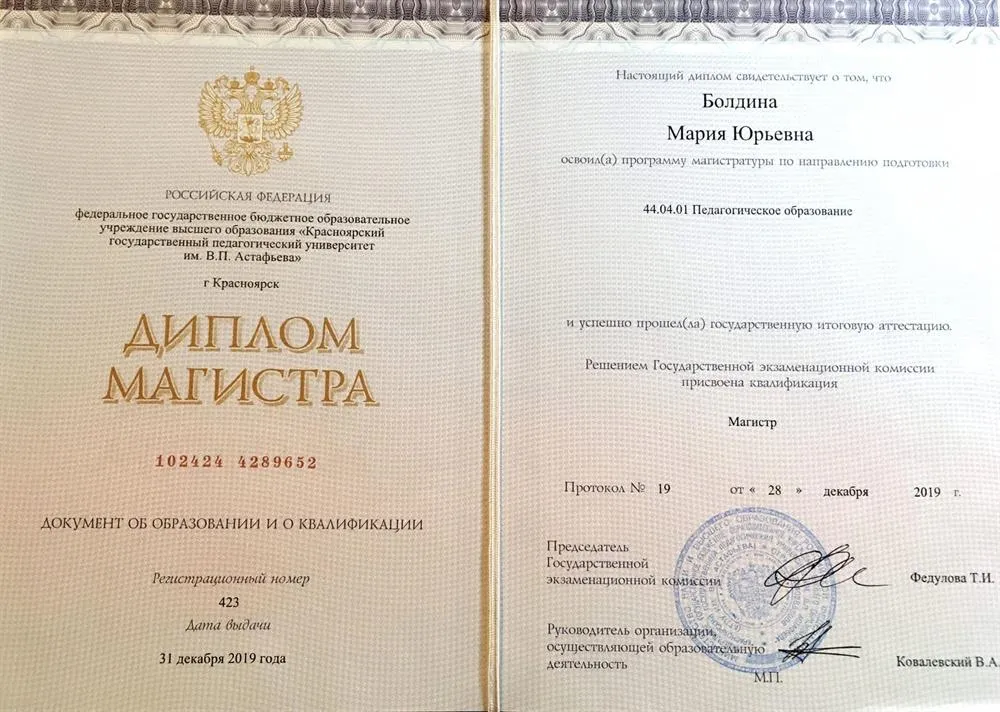 РОССИЙСКАЯ ФЕДЕРАЦИЯ
федеральное государственное бюджетное образовательное
учреждение высшего образования «Красноярский
государственный педагогический университет
им. В.П. Астафьева»
г Красноярск
ДИПЛОМ
МАГИСТРА
102424 4289652
ДОКУМЕНТ ОБ ОБРАЗОВАНИИ И О КВАЛИФИКАЦИИ
Регистрационный номер
423
Дата выдачи
31 декабря 2019 года
Настоящий диплом свидетельствует о том, что
Болдина
Мария Юрьевна
освоил(а) программу магистратуры по направлению подготовки
44.04.01 Педагогическое образование
и успешно прошел(ла) государственную итоговую аттестацию.
Решением Государственной экзаменационной комиссии
присвоена квалификация
Магистр
Протокол № 19 от « 28 » декабря 2019 г.
Председатель
Государственной
экзаменационной комиссии
Федулова Т.И.
Руководитель организации,
осуществляющей образовательную
деятельность
Ковалевский В.А.
М.П.